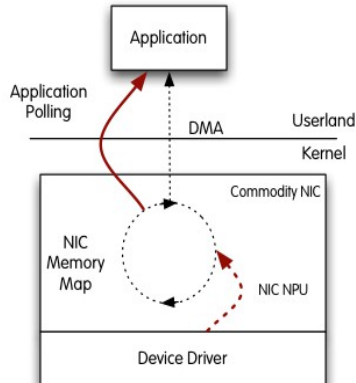 Application
Application
Polling
DMA
Userland
Kernel
Commodity NIC
NIC
Memory
Map
NIC NPU
Device Driver